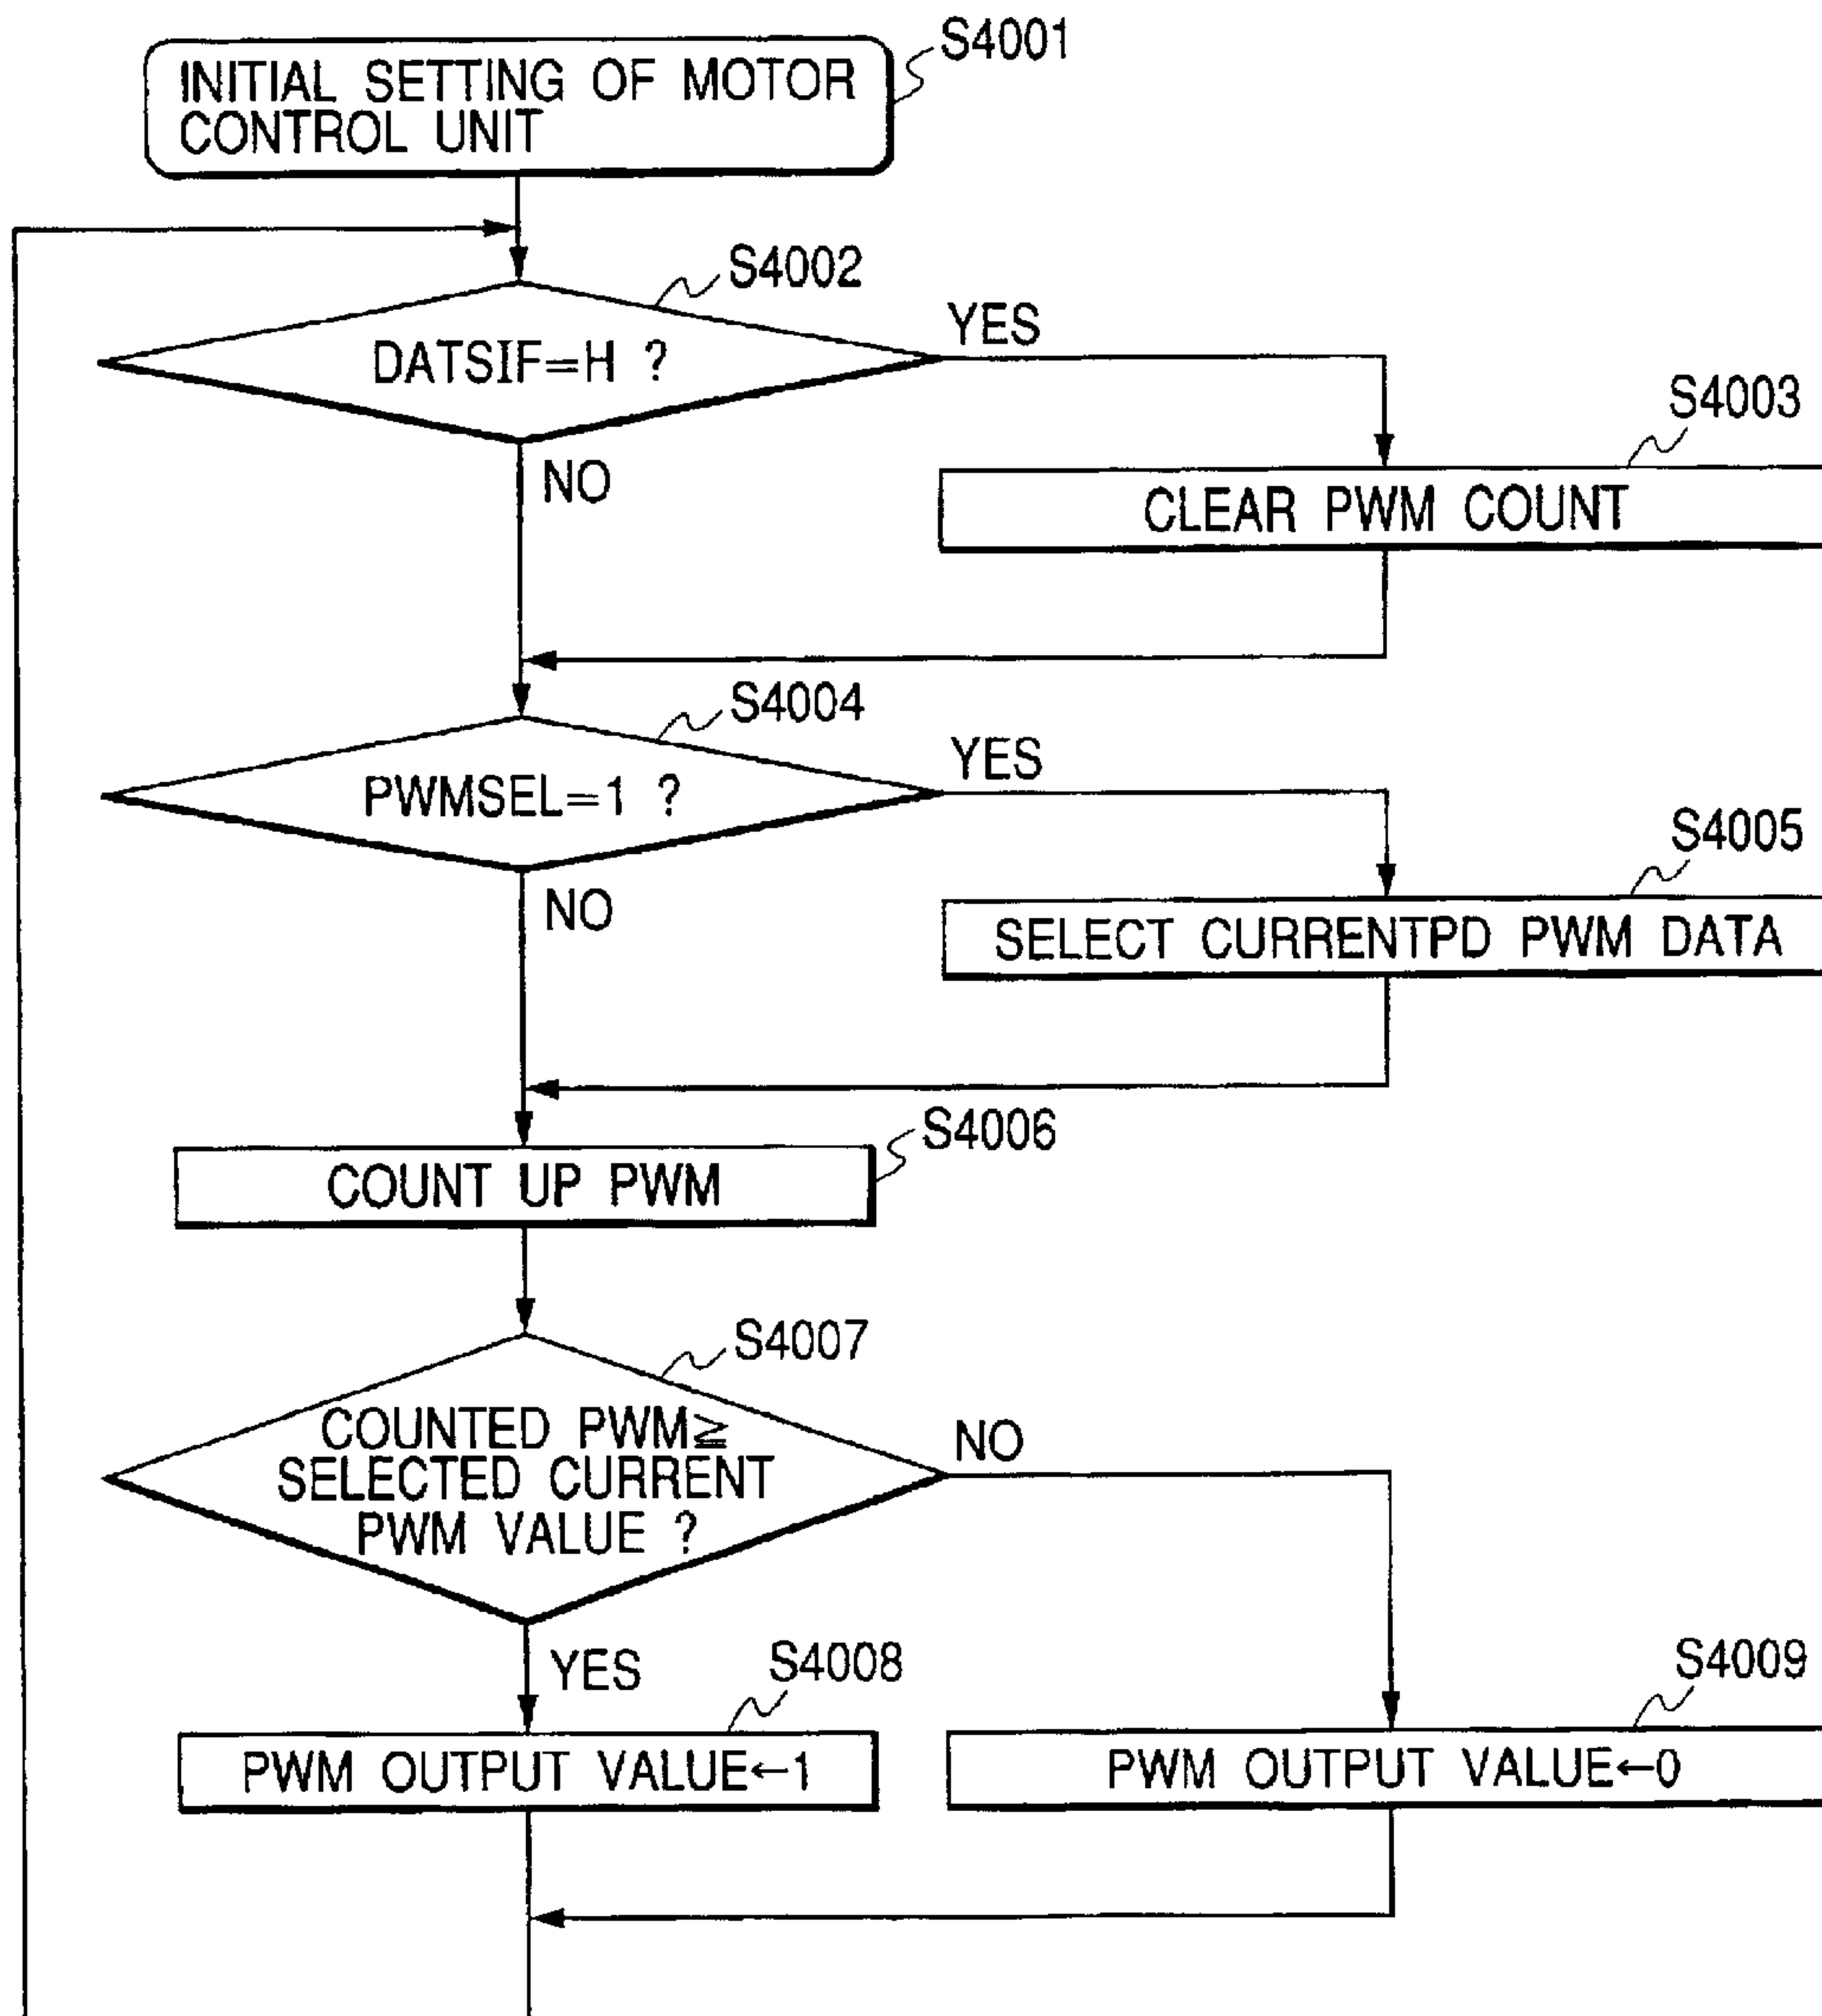 S4001
INITIAL SETTING OF MOTOR
CONTROL UNIT
S4002
DATSIF=H ?
YES
NO
S4003
CLEAR PWM COUNT
S4004
PWMSEL=1 ?
YES
NO
S4005
SELECT CURRENTPD PWM DATA
S4006
COUNT UP PWM
S4007
COUNTED PWM≧
SELECTED CURRENT
PWM VALUE ?
NO
YES
S4008
PWM OUTPUT VALUE←1
S4009
PWM OUTPUT VALUE←0